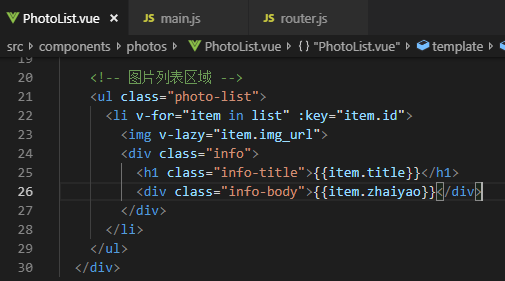 PhotoList.vue × main.js router.js
src > components > photos > PhotoList.vue > {} "PhotoList.vue" > template >
19
20 <!-- 图片列表区域 -->
21 <ul class="photo-list">
22 <li v-for="item in list" :key="item.id">
23 <img v-lazy="item.img_url">
24 <div class="info">
25 <h1 class="info-title">{{item.title}}</h1>
26 <div class="info-body">{{item.zhaiyao}}</div>
27 </div>
28 </li>
29 </ul>
30 </div>